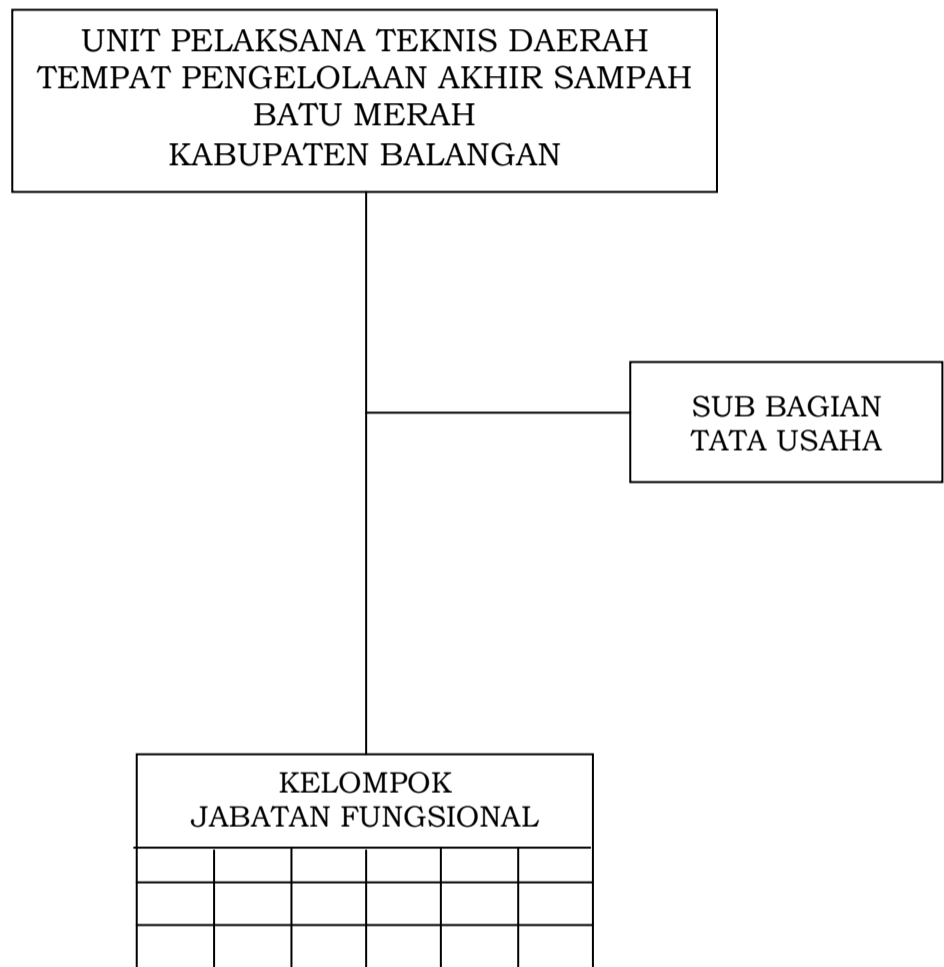 UNIT PELAKSANA TEKNIS DAERAH
TEMPAT PENGELOLAAN AKHIR SAMPAH
BATU MERAH
KABUPATEN BALANGAN
SUB BAGIAN
TATA USAHA
KELOMPOK
JABATAN FUNGSIONAL